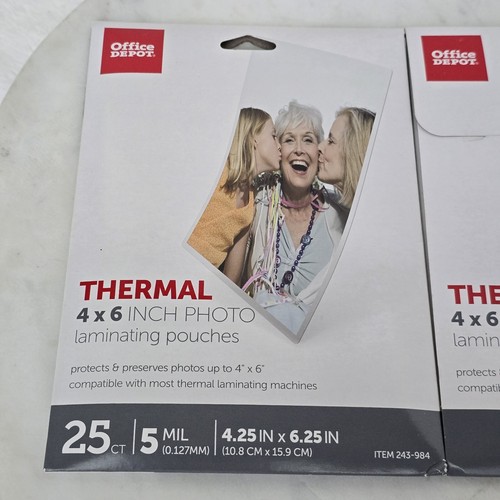 Office
DEPOT
THERMAL
4 x 6 INCH PHOTO
laminating pouches
protects & preserves photos up to 4" x 6"
compatible with most thermal laminating machines
25 CT
5 MIL
(0.127MM)
4.25 IN x 6.25 IN
(10.8 CM x 15.9 CM)
ITEM 243-984
Office
DEPOT
THE
4 x 6
lamin
protects
compatib